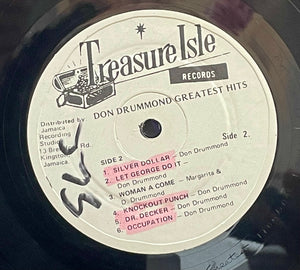 Treasure Isle
RECORDS
DON DRUMMOND GREATEST HITS
Distributed by
Jamaica
Recording
Kingston
Jamaica.
Side 2.
SIDE 2
1. SILVER DOLLAR — Don Drummond
2. LET GEORGE DO IT —
Don Drummond
3. WOMAN A COME — Margarita &
D. Drummond
4. KNOCKOUT PUNCH — Don Drummond
5. DR. DECKER — Don Drummond
6. OCCUPATION — Don Drummond